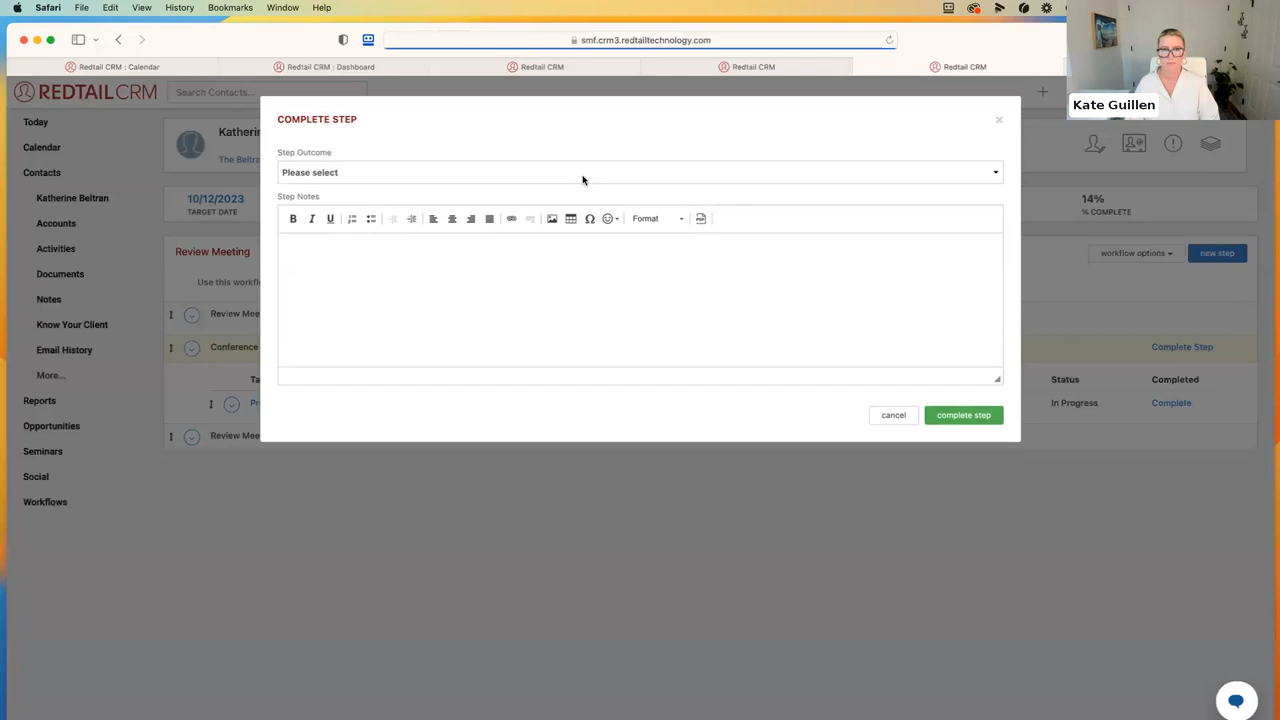 Safari File Edit View History Bookmarks Window Help
smf.crm3.redtailtechnology.com
Redtail CRM : Calendar Redtail CRM : Dashboard Redtail CRM Redtail CRM Redtail CRM
Kate Guillen
REDTAILCRM Search Contacts...
Today
Calendar
Contacts
Katherine Beltran
Accounts
Activities
Documents
Notes
Know Your Client
Email History
More...
Reports
Opportunities
Seminars
Social
Workflows
The Beltra
10/12/2023
TARGET DATE
14%
% COMPLETE
Review Meeting
workflow options
new step
Review Mee
Conference
Complete Step
Status Completed
In Progress Complete
Review Mee
COMPLETE STEP
Step Outcome
Please select
Step Notes
B I U Format
cancel complete step